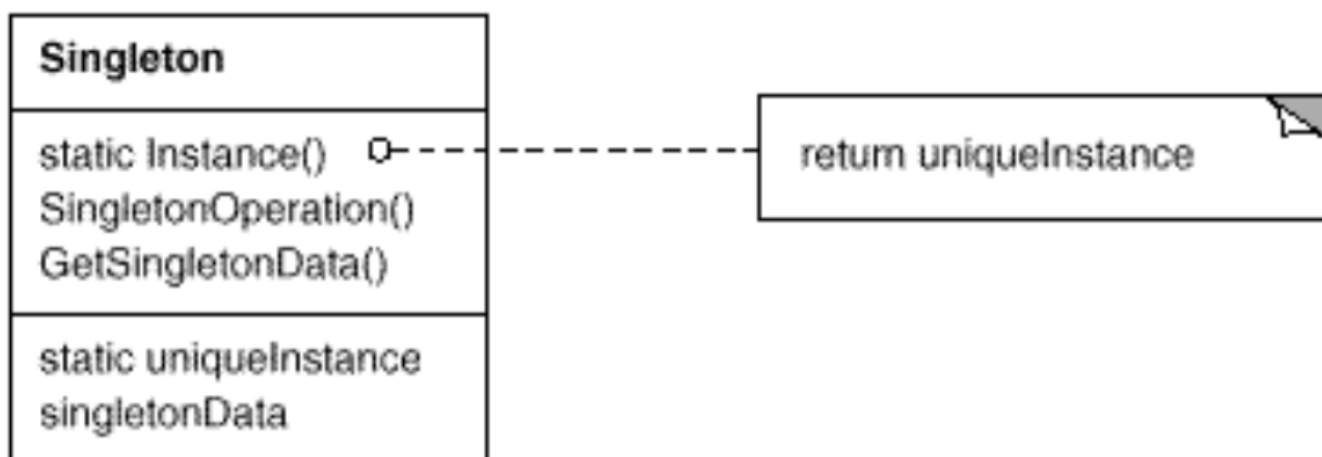 Singleton
static Instance()
SingletonOperation()
GetSingletonData()
static uniqueInstance
singletonData
return uniqueInstance